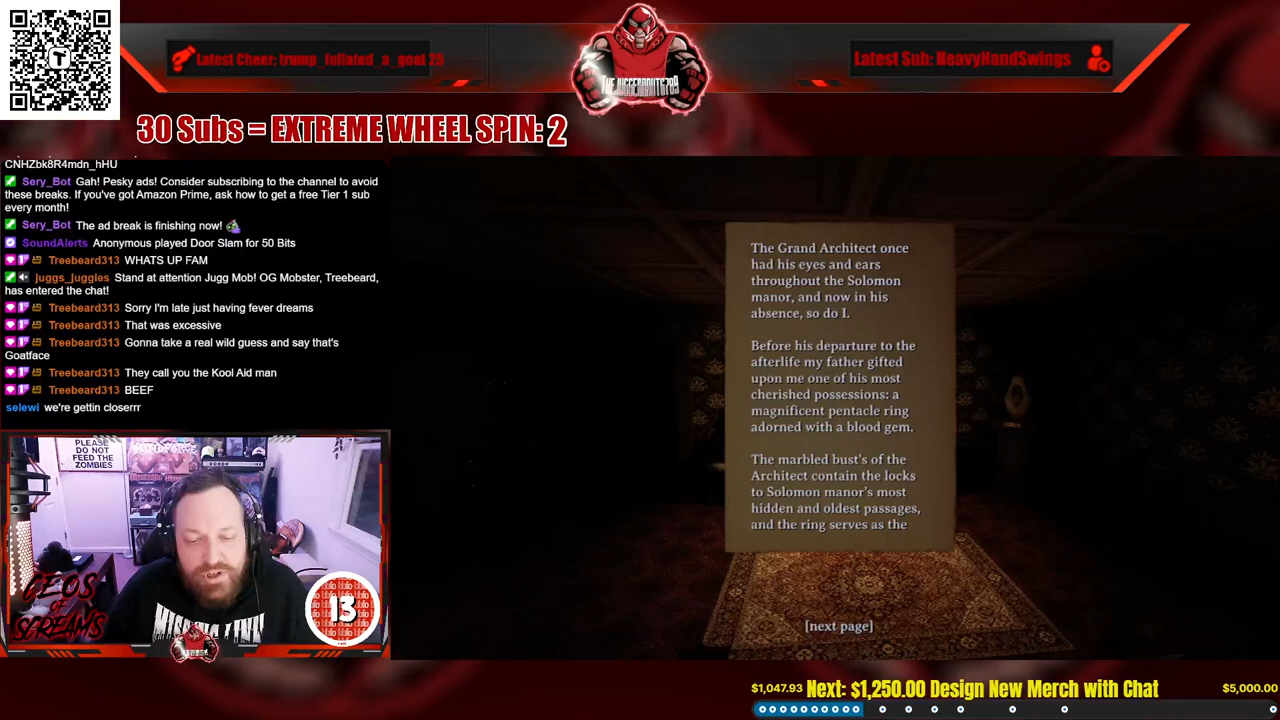 Latest Cheer: trump_fellated_a_goat 25
THEJUGGERNAUT6789
Latest Sub: HeavyHandSwings
30 Subs = EXTREME WHEEL SPIN: 2
CNHZbk8R4mdn_hHU
Sery_Bot Gah! Pesky ads! Consider subscribing to the channel to avoid
these breaks. If you've got Amazon Prime, ask how to get a free Tier 1 sub
every month!
Sery_Bot The ad break is finishing now!
SoundAlerts Anonymous played Door Slam for 50 Bits
Treebeard313 WHATS UP FAM
juggs_juggies Stand at attention Jugg Mob! OG Mobster, Treebeard,
has entered the chat!
Treebeard313 Sorry I'm late just having fever dreams
Treebeard313 That was excessive
Treebeard313 Gonna take a real wild guess and say that's
Goatface
Treebeard313 They call you the Kool Aid man
Treebeard313 BEEF
selewi we're gettin closerrr
The Grand Architect once
had his eyes and ears
throughout the Solomon
manor, and now in his
absence, so do I.
Before his departure to the
afterlife my father gifted
upon me one of his most
cherished possessions: a
magnificent pentacle ring
adorned with a blood gem.
The marbled bust's of the
Architect contain the locks
to Solomon manor's most
hidden and oldest passages,
and the ring serves as the
[next page]
PLEASE
DO NOT
FEED THE
ZOMBIES
CEOS
OF
SCREAMS
13
$1,047.93 Next: $1,250.00 Design New Merch with Chat $5,000.00